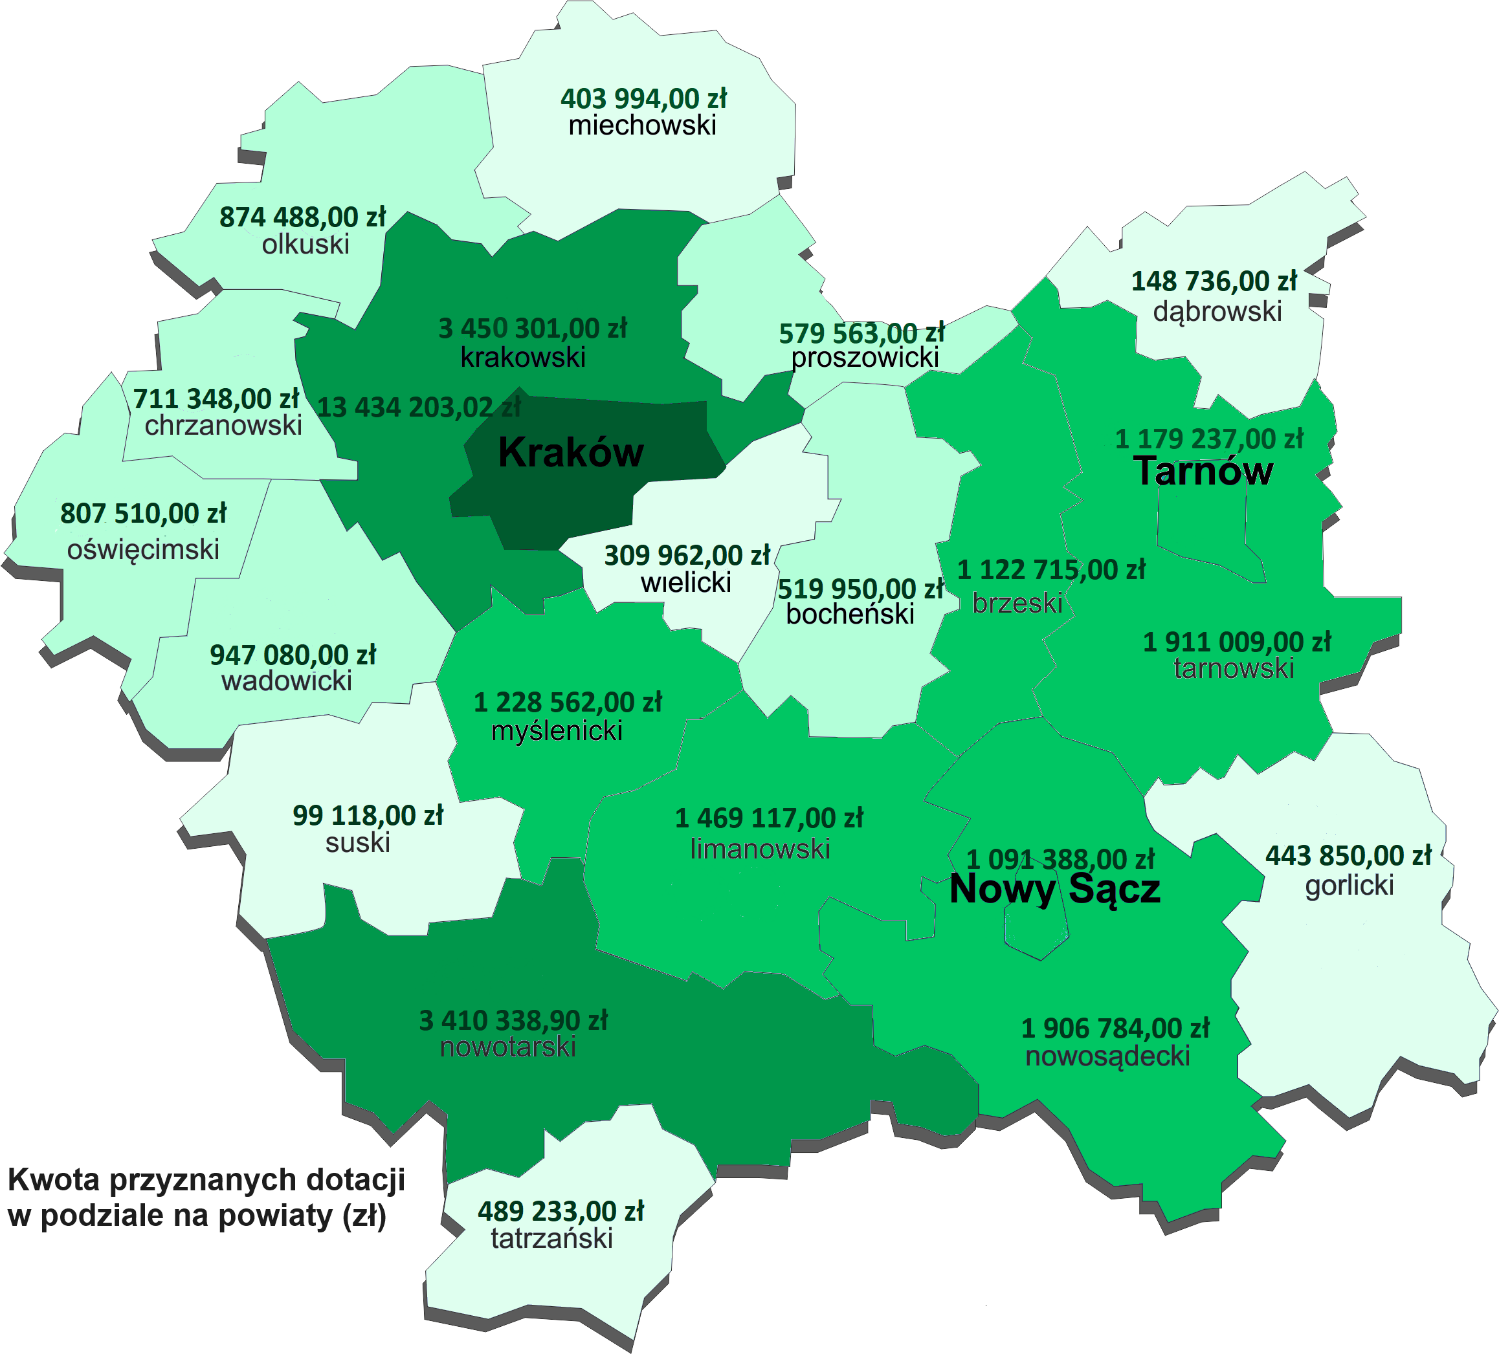 403 994,00 zł
miechowski
874 488,00 zł
olkuski
148 736,00 zł
dąbrowski
3 450 301,00 zł
krakowski
579 563,00 zł
proszowicki
711 348,00 zł
chrzanowski
13 434 203,02 zł
Kraków
1 179 237,00 zł
Tarnów
807 510,00 zł
oświęcimski
309 962,00 zł
wielicki
519 950,00 zł
bocheński
1 122 715,00 zł
brzeski
947 080,00 zł
wadowicki
1 911 009,00 zł
tarnowski
1 228 562,00 zł
myślenicki
99 118,00 zł
suski
1 469 117,00 zł
limanowski
1 091 388,00 zł
Nowy Sącz
443 850,00 zł
gorlicki
3 410 338,90 zł
nowotarski
1 906 784,00 zł
nowosądecki
Kwota przyznanych dotacji
w podziale na powiaty (zł)
489 233,00 zł
tatrzański